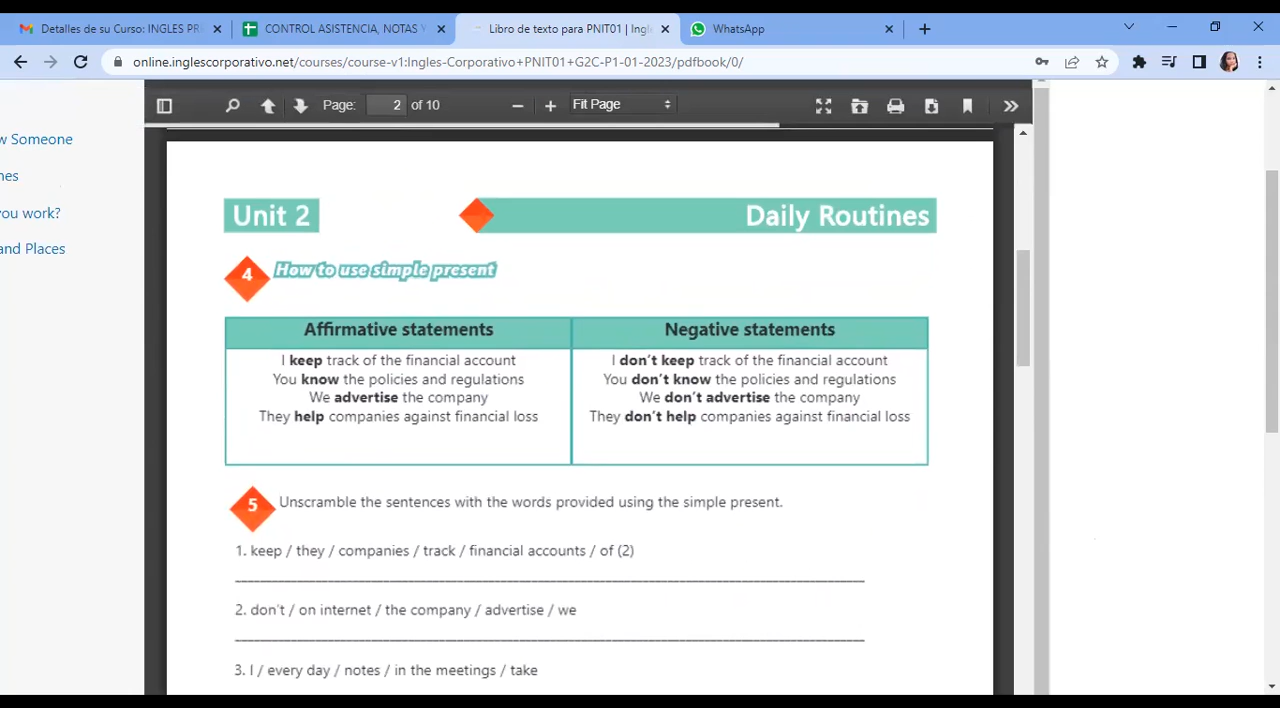 Detalles de su Curso: INGLES PRI
CONTROL ASISTENCIA, NOTAS Y
Libro de texto para PNIT01 | Ingl
WhatsApp
online.inglescorporativo.net/courses/course-v1:Ingles-Corporativo+PNIT01+G2C-P1-01-2023/pdfbook/0/
Page: 2 of 10
Fit Page
w Someone
nes
you work?
and Places
Unit 2
Daily Routines
4
How to use simple present
Affirmative statements
Negative statements
I keep track of the financial account
I don't keep track of the financial account
You know the policies and regulations
You don't know the policies and regulations
We advertise the company
We don't advertise the company
They help companies against financial loss
They don't help companies against financial loss
5
Unscramble the sentences with the words provided using the simple present.
1. keep / they / companies / track / financial accounts / of (2)
2. don't / on internet / the company / advertise / we
3. I / every day / notes / in the meetings / take